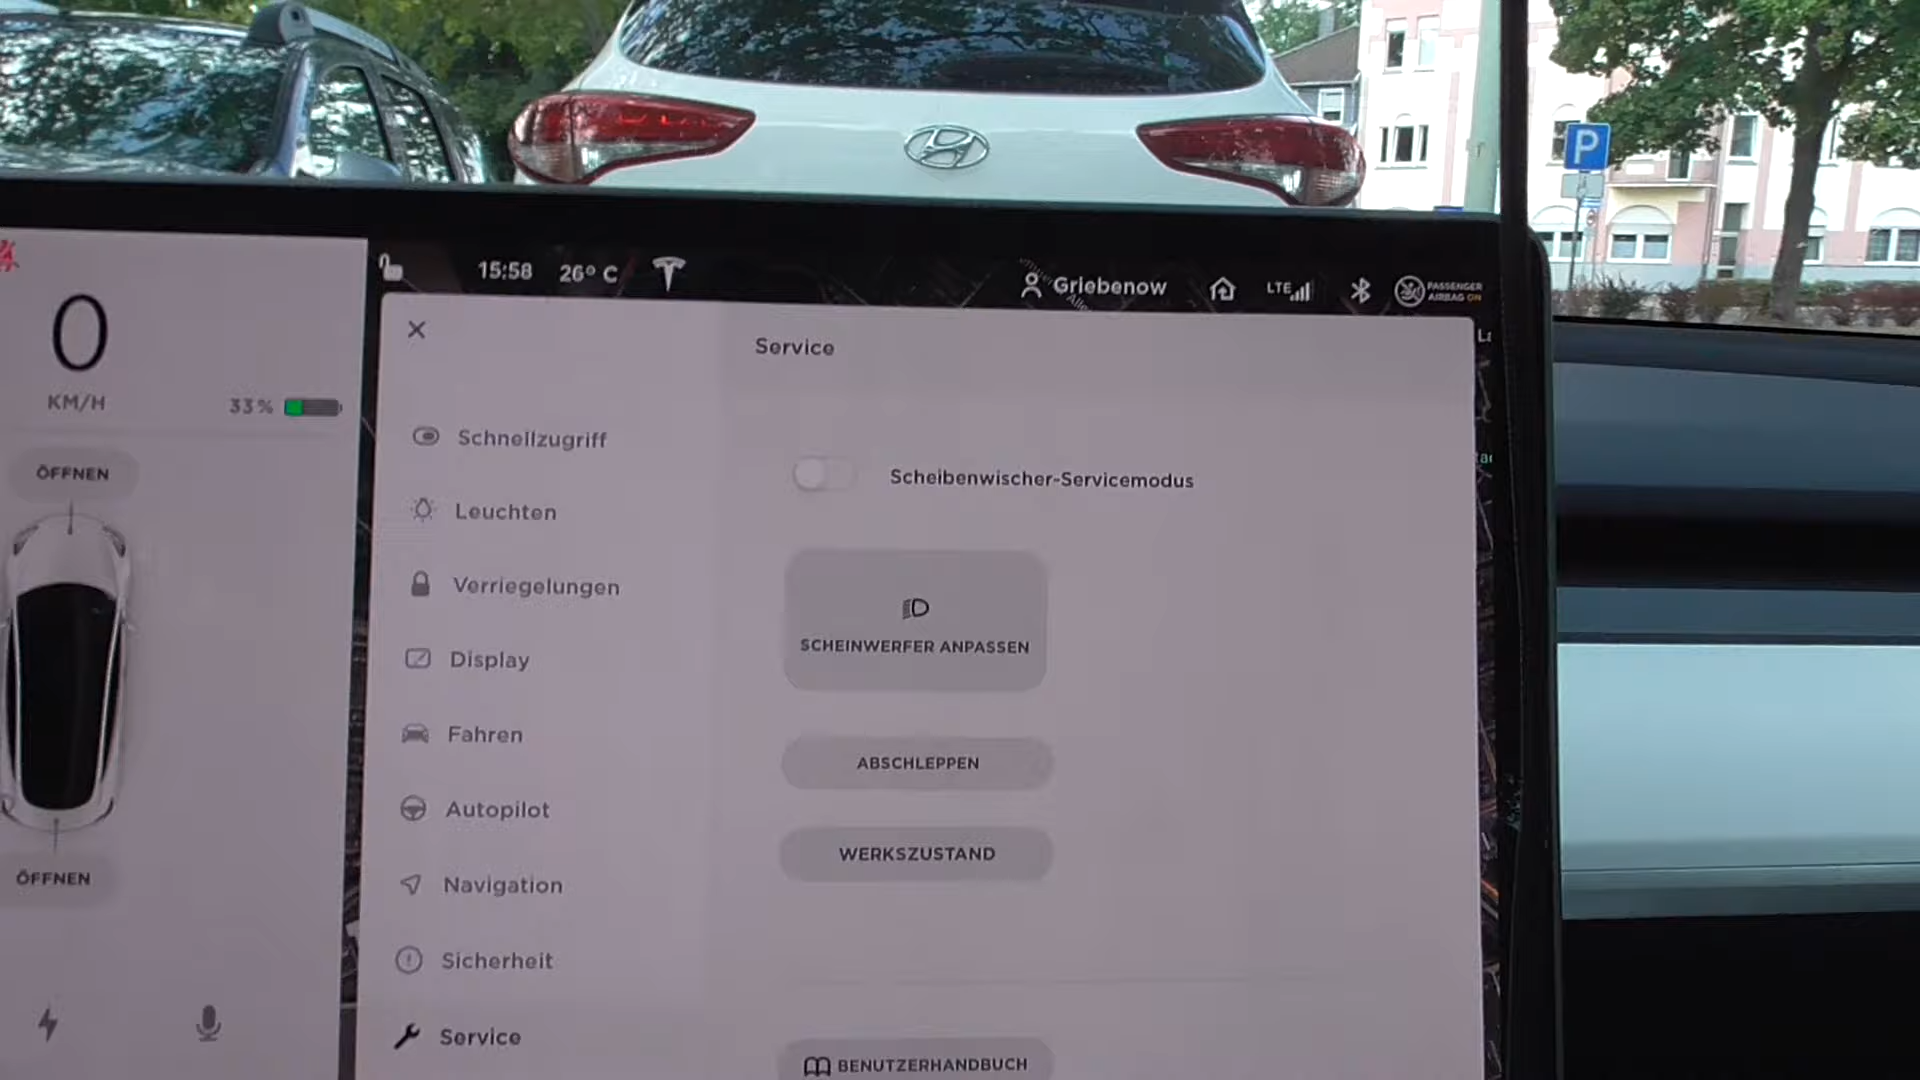 P
15:58 26° C
Griebenow
LTE
PASSENGER
AIRBAG ON
0
KM/H
33%
ÖFFNEN
ÖFFNEN
Service
Schnellzugriff
Leuchten
Verriegelungen
Display
Fahren
Autopilot
Navigation
Sicherheit
Service
Scheibenwischer-Servicemodus
SCHEINWERFER ANPASSEN
ABSCHLEPPEN
WERKSZUSTAND
BENUTZERHANDBUCH